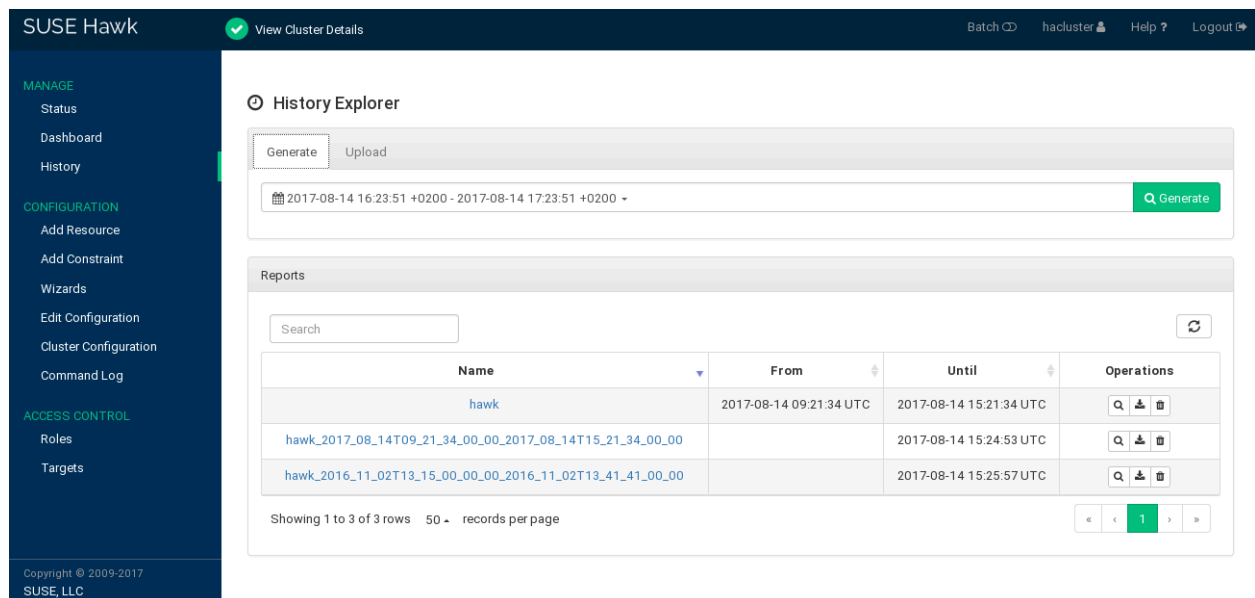 SUSE Hawk
View Cluster Details
Batch
hacluster
Help ?
Logout
MANAGE
Status
Dashboard
History
CONFIGURATION
Add Resource
Add Constraint
Wizards
Edit Configuration
Cluster Configuration
Command Log
ACCESS CONTROL
Roles
Targets
Copyright © 2009-2017
SUSE, LLC
History Explorer
Generate Upload
2017-08-14 16:23:51 +0200 - 2017-08-14 17:23:51 +0200
Generate
Reports
Search
Name From Until Operations
hawk 2017-08-14 09:21:34 UTC 2017-08-14 15:21:34 UTC
hawk_2017_08_14T09_21_34_00_00_2017_08_14T15_21_34_00_00 2017-08-14 15:24:53 UTC
hawk_2016_11_02T13_15_00_00_00_2016_11_02T13_41_41_00_00 2017-08-14 15:25:57 UTC
Showing 1 to 3 of 3 rows 50 records per page
« ‹ 1 › »